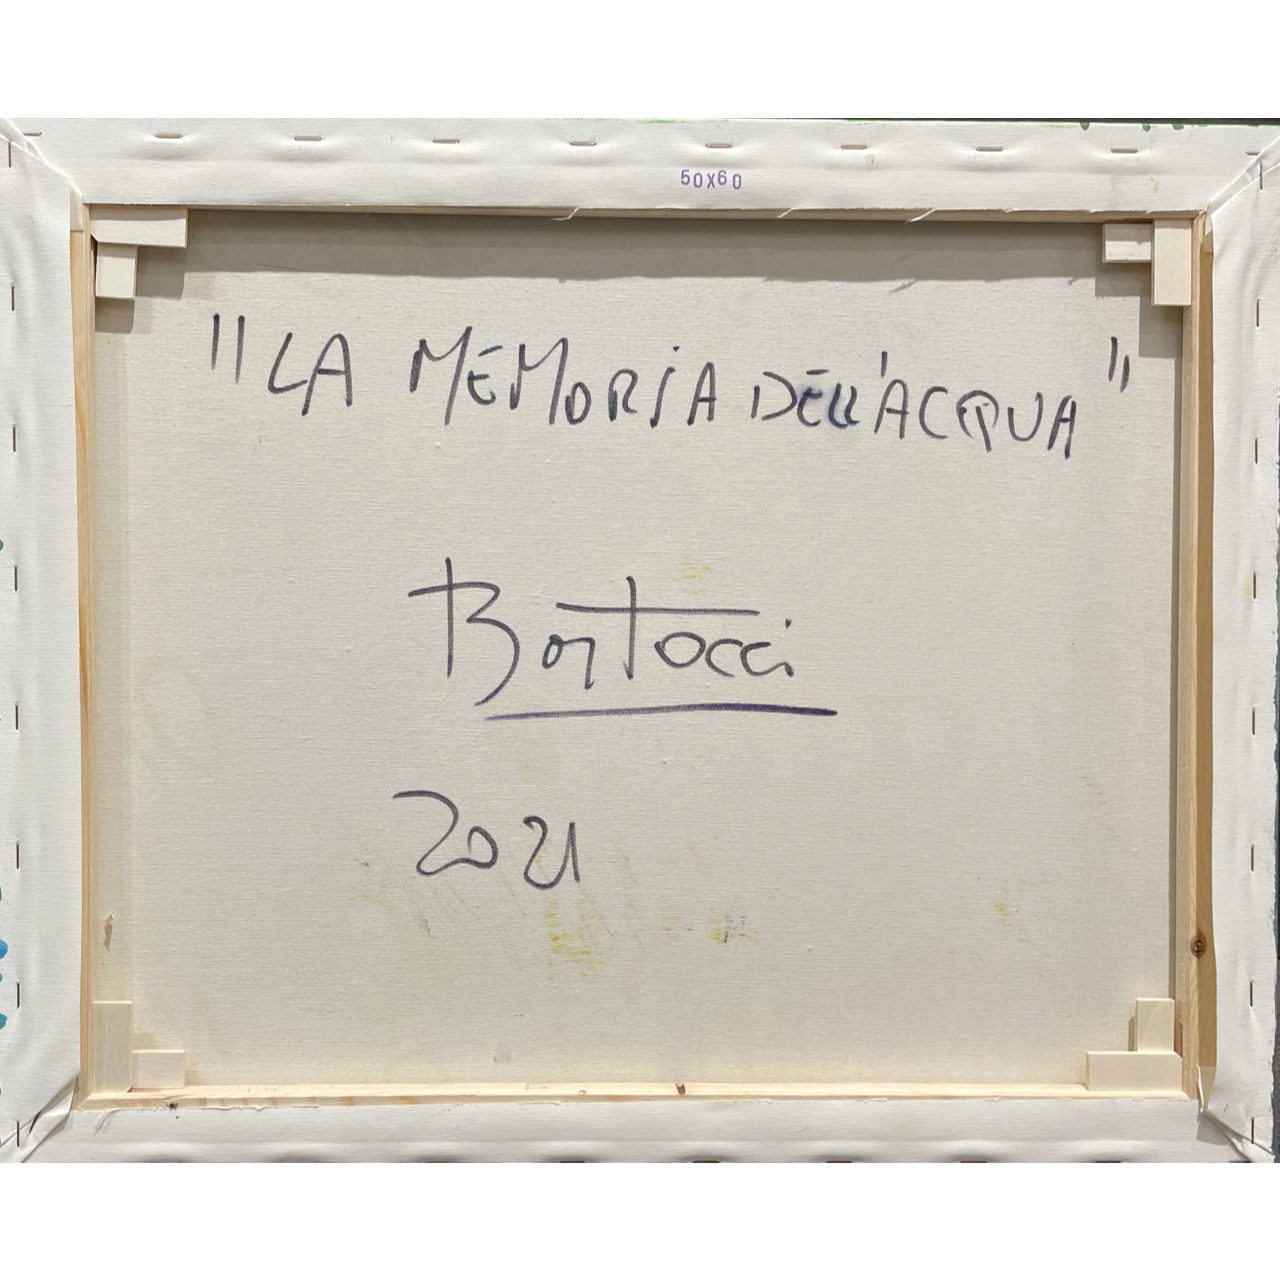 50X60
"LA MEMORIA DELL'ACQUA"
Bortocci
2021